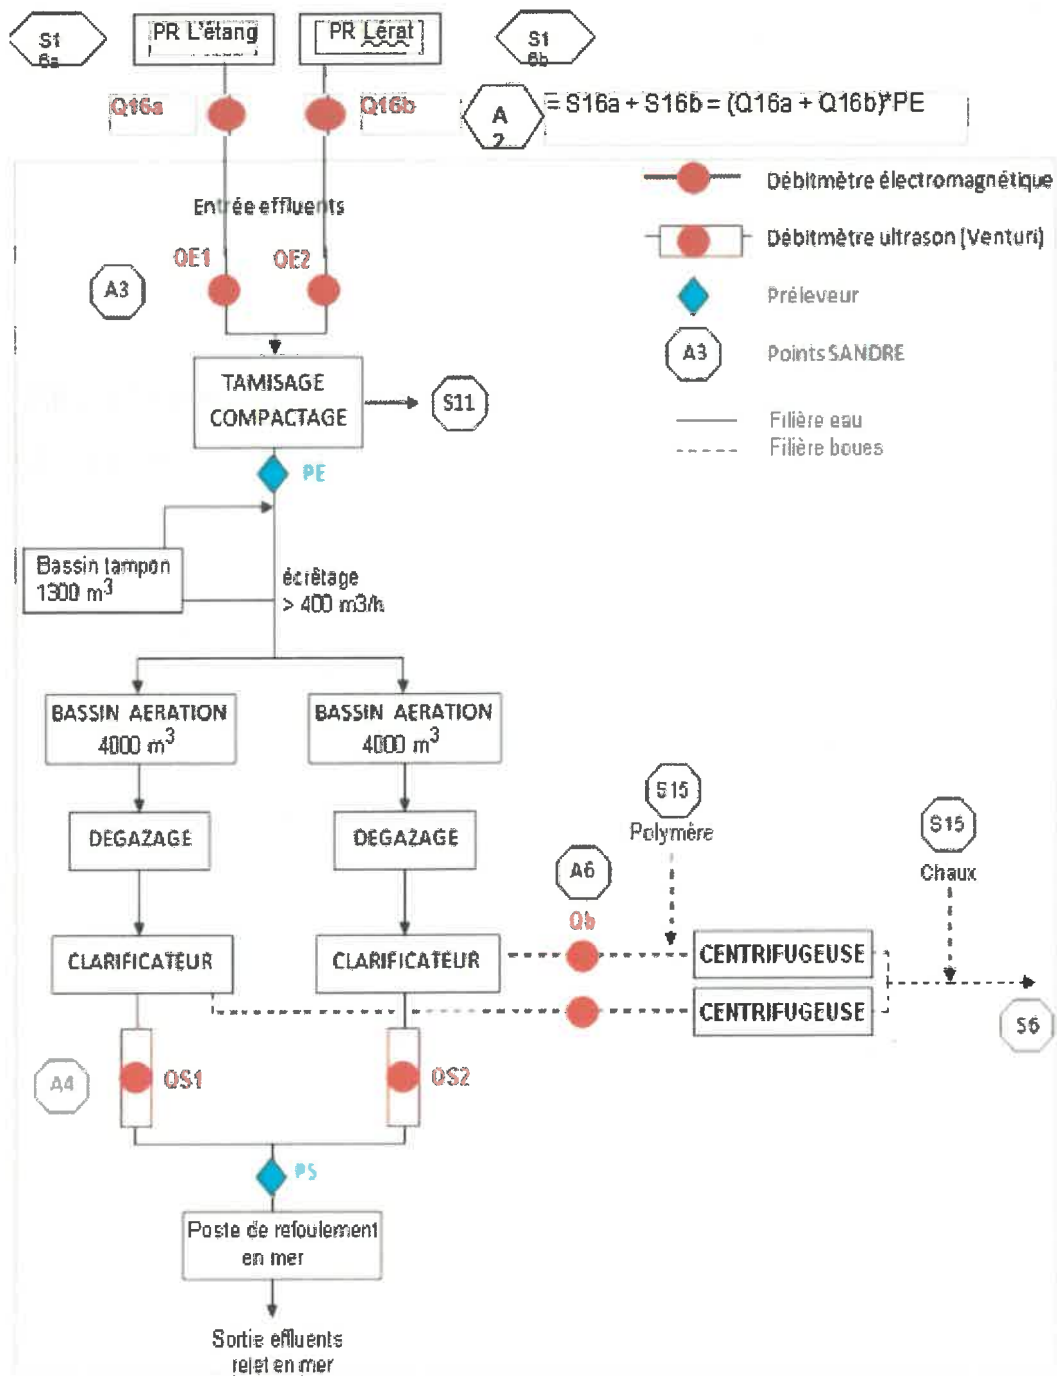 S1
6a
PR L'étang
PR Lérat
S1
6b
Q16a
Q16b
A
2
= S16a + S16b = (Q16a + Q16b)*PE
Entrée effluents
Débitmètre électromagnétique
Débitmètre ultrason (Venturi)
Préleveur
A3
Points SANDRE
Filière eau
Filière boues
QE1
QE2
A3
TAMISAGE
COMPACTAGE
S11
PE
Bassin tampon
1300 m³
écrêtage
> 400 m3/h
BASSIN AERATION
4000 m³
BASSIN AERATION
4000 m³
DEGAZAGE
DEGAZAGE
S15
Polymère
S15
Chaux
A6
Qb
CLARIFICATEUR
CLARIFICATEUR
CENTRIFUGEUSE
CENTRIFUGEUSE
S6
A4
QS1
QS2
PS
Poste de refoulement
en mer
Sortie effluents
rejet en mer